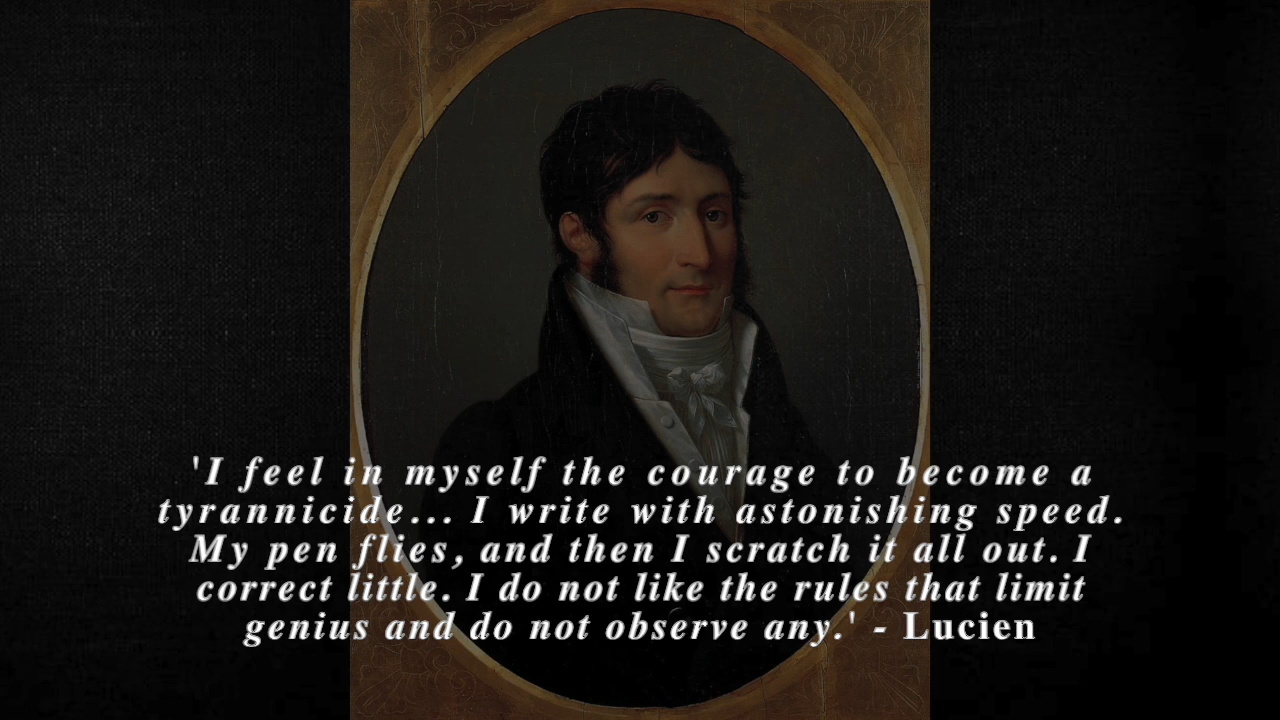 'I feel in myself the courage to become a
tyrannicide... I write with astonishing speed.
My pen flies, and then I scratch it all out. I
correct little. I do not like the rules that limit
genius and do not observe any.' - Lucien